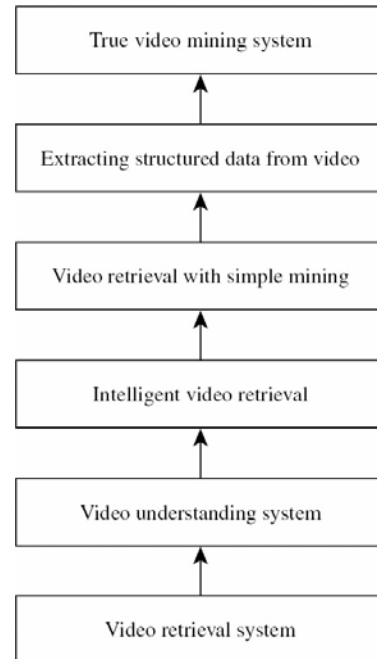 True video mining system
Extracting structured data from video
Video retrieval with simple mining
Intelligent video retrieval
Video understanding system
Video retrieval system